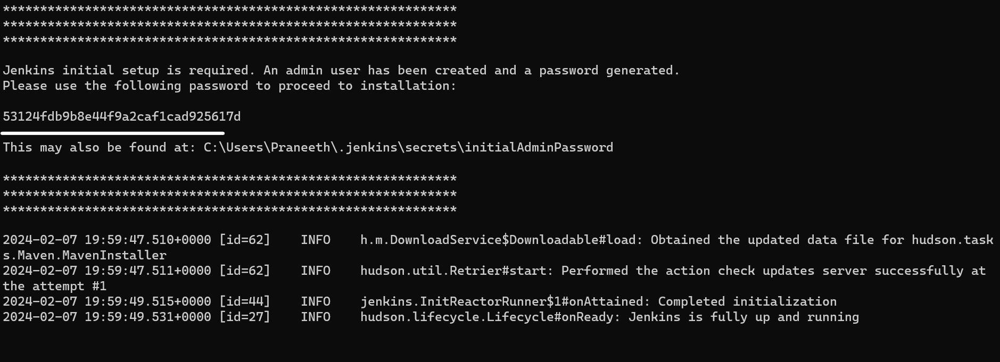 *************************************************************
*************************************************************
*************************************************************
Jenkins initial setup is required. An admin user has been created and a password generated.
Please use the following password to proceed to installation:
53124fdb9b8e44f9a2caf1cad925617d
This may also be found at: C:\Users\Praneeth\.jenkins\secrets\initialAdminPassword
*************************************************************
*************************************************************
*************************************************************
2024-02-07 19:59:47.510+0000 [id=62]    INFO    h.m.DownloadService$Downloadable#load: Obtained the updated data file for hudson.task
s.Maven.MavenInstaller
2024-02-07 19:59:47.511+0000 [id=62]    INFO    hudson.util.Retrier#start: Performed the action check updates server successfully at
the attempt #1
2024-02-07 19:59:49.515+0000 [id=44]    INFO    jenkins.InitReactorRunner$1#onAttained: Completed initialization
2024-02-07 19:59:49.531+0000 [id=27]    INFO    hudson.lifecycle.Lifecycle#onReady: Jenkins is fully up and running